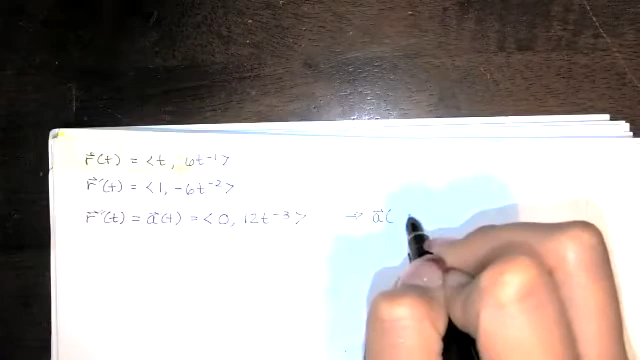 r⃗(t) = <t, 6t⁻¹>
r⃗'(t) = <1, -6t⁻²>
r⃗''(t) = a⃗(t) = <0, 12t⁻³> ⇒ a⃗(